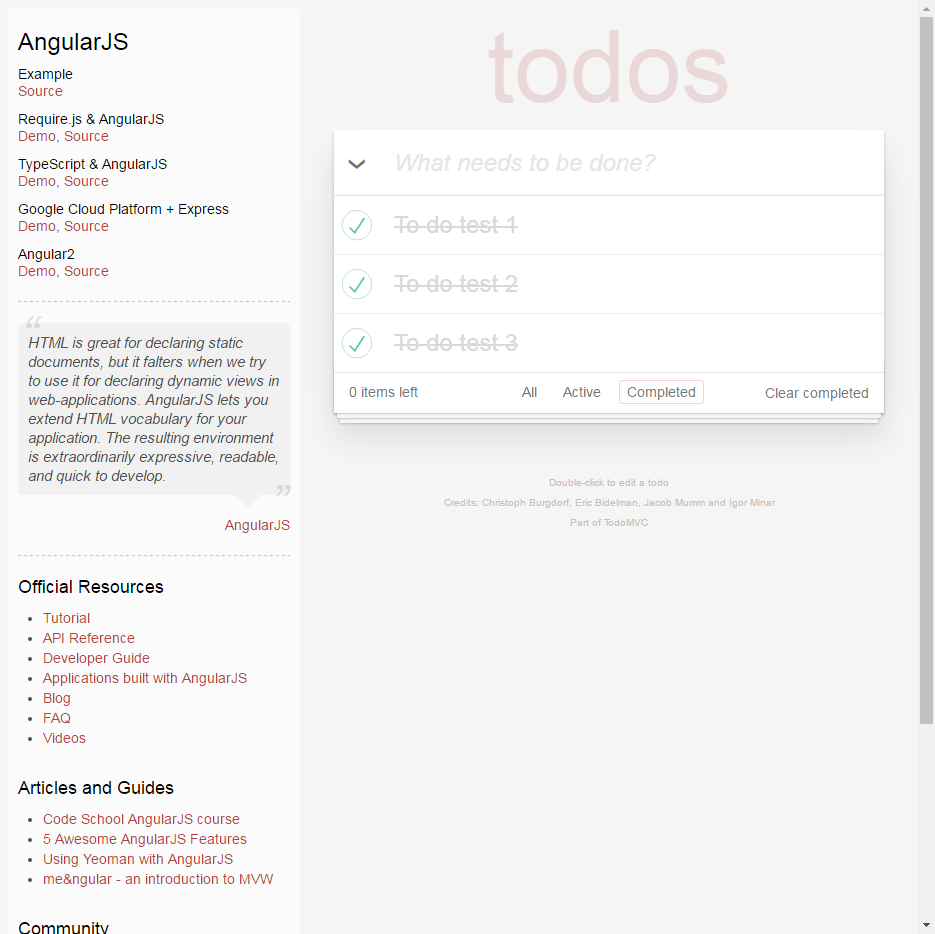 AngularJS
Example
Source
Require.js & AngularJS
Demo, Source
TypeScript & AngularJS
Demo, Source
Google Cloud Platform + Express
Demo, Source
Angular2
Demo, Source
“
HTML is great for declaring static
documents, but it falters when we try
to use it for declaring dynamic views in
web-applications. AngularJS lets you
extend HTML vocabulary for your
application. The resulting environment
is extraordinarily expressive, readable,
and quick to develop.
”
AngularJS
Official Resources
• Tutorial
• API Reference
• Developer Guide
• Applications built with AngularJS
• Blog
• FAQ
• Videos
Articles and Guides
• Code School AngularJS course
• 5 Awesome AngularJS Features
• Using Yeoman with AngularJS
• me&ngular - an introduction to MVW
Community
todos
What needs to be done?
To do test 1
To do test 2
To do test 3
0 items left All Active Completed Clear completed
Double-click to edit a todo
Credits: Christoph Burgdorf, Eric Bidelman, Jacob Mumm and Igor Minar
Part of TodoMVC